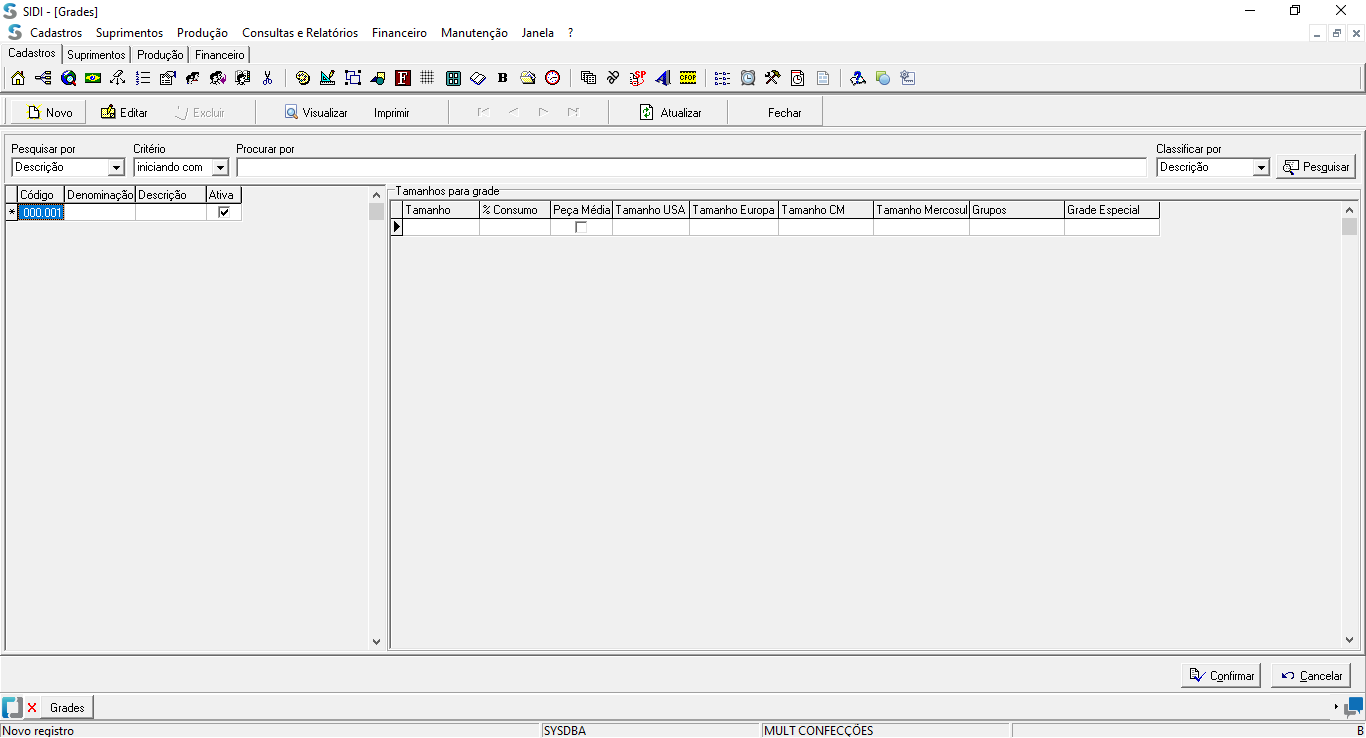 SIDI - [Grades]
Cadastros Suprimentos Produção Consultas e Relatórios Financeiro Manutenção Janela ?
Cadastros Suprimentos Produção Financeiro
F B SP CFOP
Novo Editar Excluir Visualizar Imprimir Atualizar Fechar
Pesquisar por Critério Procurar por Classificar por
Descrição iniciando com Descrição Pesquisar
Código Denominação Descrição Ativa
* 000.001
Tamanhos para grade
Tamanho % Consumo Peça Média Tamanho USA Tamanho Europa Tamanho CM Tamanho Mercosul Grupos Grade Especial
Confirmar Cancelar
Grades
Novo registro SYSDBA MULT CONFECÇÕES B